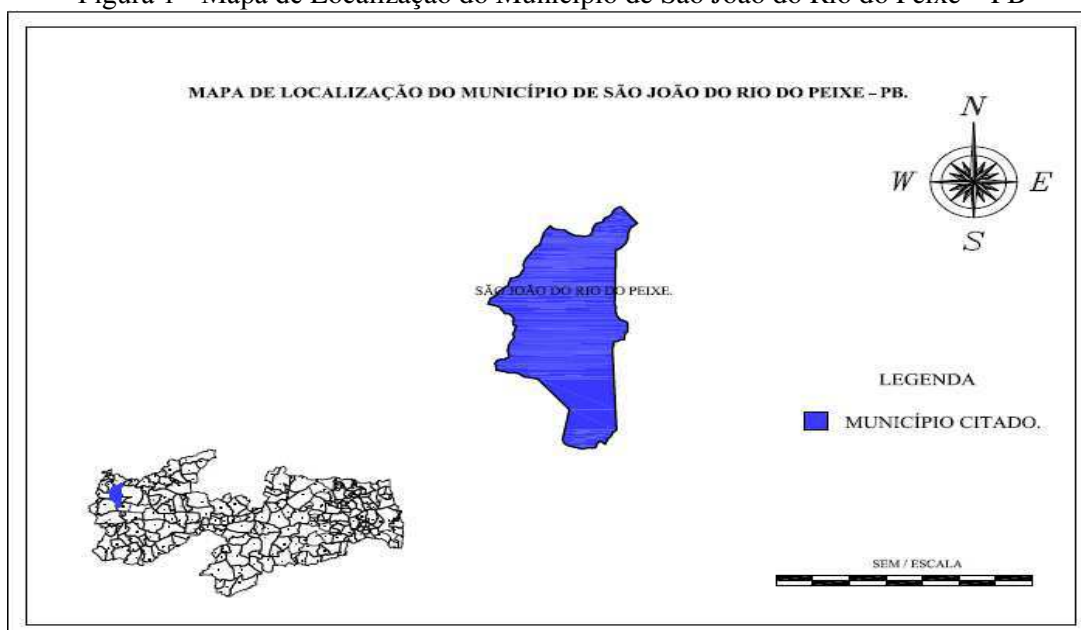 Figura 1 – Mapa de Localização do Município de São João do Rio do Peixe – PB
MAPA DE LOCALIZAÇÃO DO MUNICÍPIO DE SÃO JOÃO DO RIO DO PEIXE – PB.
N
W E
S
SÃO JOÃO DO RIO DO PEIXE.
LEGENDA
MUNICÍPIO CITADO.
SEM / ESCALA